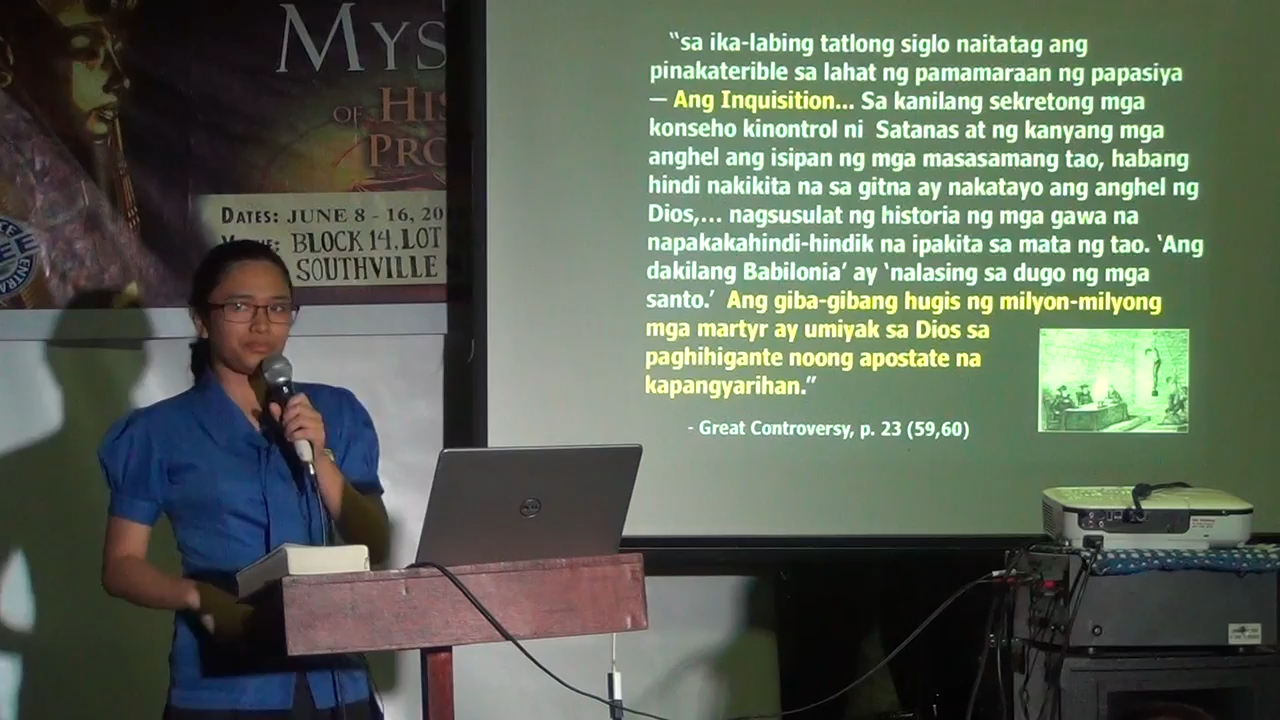 MYS
OF HIS
PRO
DATES: JUNE 8 - 16, 20
BLOCK 14, LOT
SOUTHVILLE
“sa ika-labing tatlong siglo naitatag ang
pinakaterible sa lahat ng pamamaraan ng papasiya
— Ang Inquisition... Sa kanilang sekretong mga
konseho kinontrol ni Satanas at ng kanyang mga
anghel ang isipan ng mga masasamang tao, habang
hindi nakikita na sa gitna ay nakatayo ang anghel ng
Dios,... nagsusulat ng historia ng mga gawa na
napakakahindi-hindik na ipakita sa mata ng tao. ‘Ang
dakilang Babilonia’ ay ‘nalasing sa dugo ng mga
santo.’ Ang giba-gibang hugis ng milyon-milyong
mga martyr ay umiyak sa Dios sa
paghihigante noong apostate na
kapangyarihan.”
- Great Controversy, p. 23 (59,60)
DELL